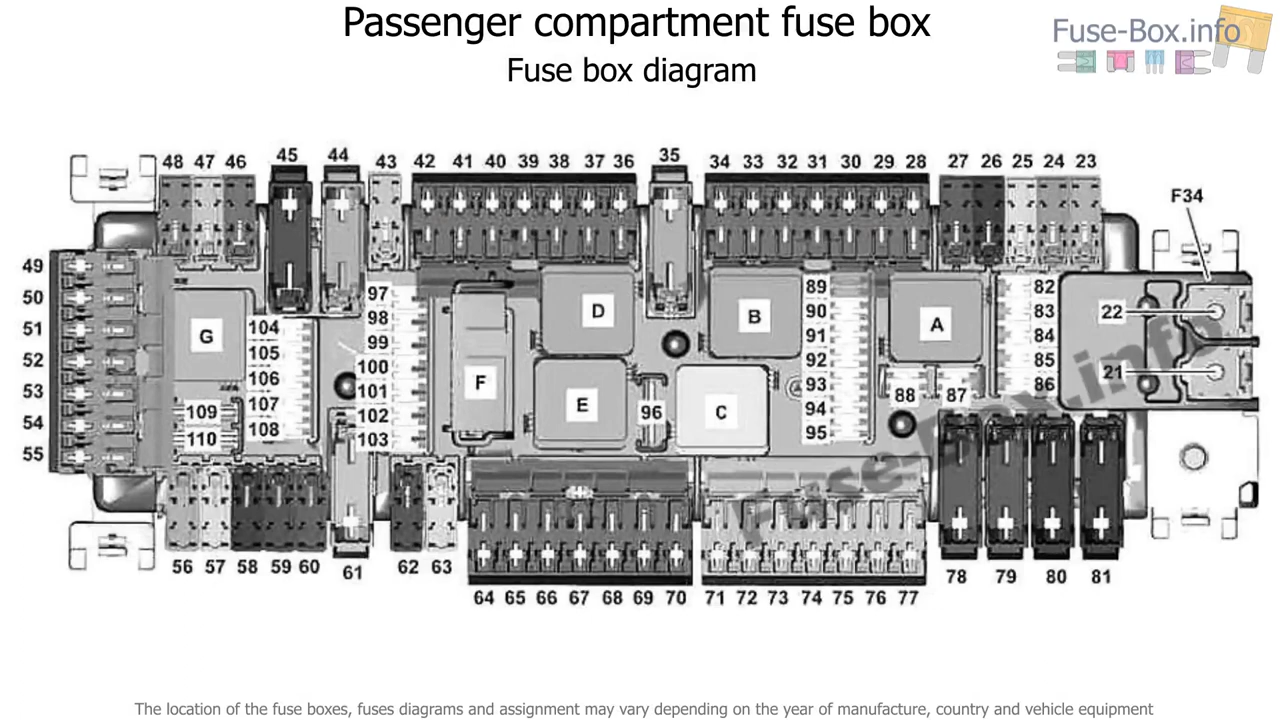 Passenger compartment fuse box
Fuse-Box.info
Fuse box diagram
48 47 46 45 44 43 42 41 40 39 38 37 36 35 34 33 32 31 30 29 28 27 26 25 24 23
F34
49
50
51
52
53
54
55
G
109
110
104
105
106
107
108
97
98
99
100
101
102
103
F
D
E
96
B
C
89
90
91
92
93
94
95
A
88 87
82
83
84
85
86
22
21
Fuse-Box.info
56 57 58 59 60 61 62 63
64 65 66 67 68 69 70 71 72 73 74 75 76 77
78 79 80 81
The location of the fuse boxes, fuses diagrams and assignment may vary depending on the year of manufacture, country and vehicle equipment